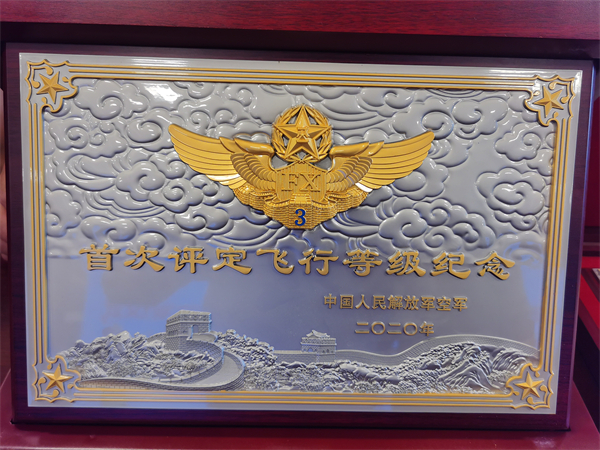 FX
3
首次评定飞行等级纪念
中国人民解放军空军
二〇二〇年